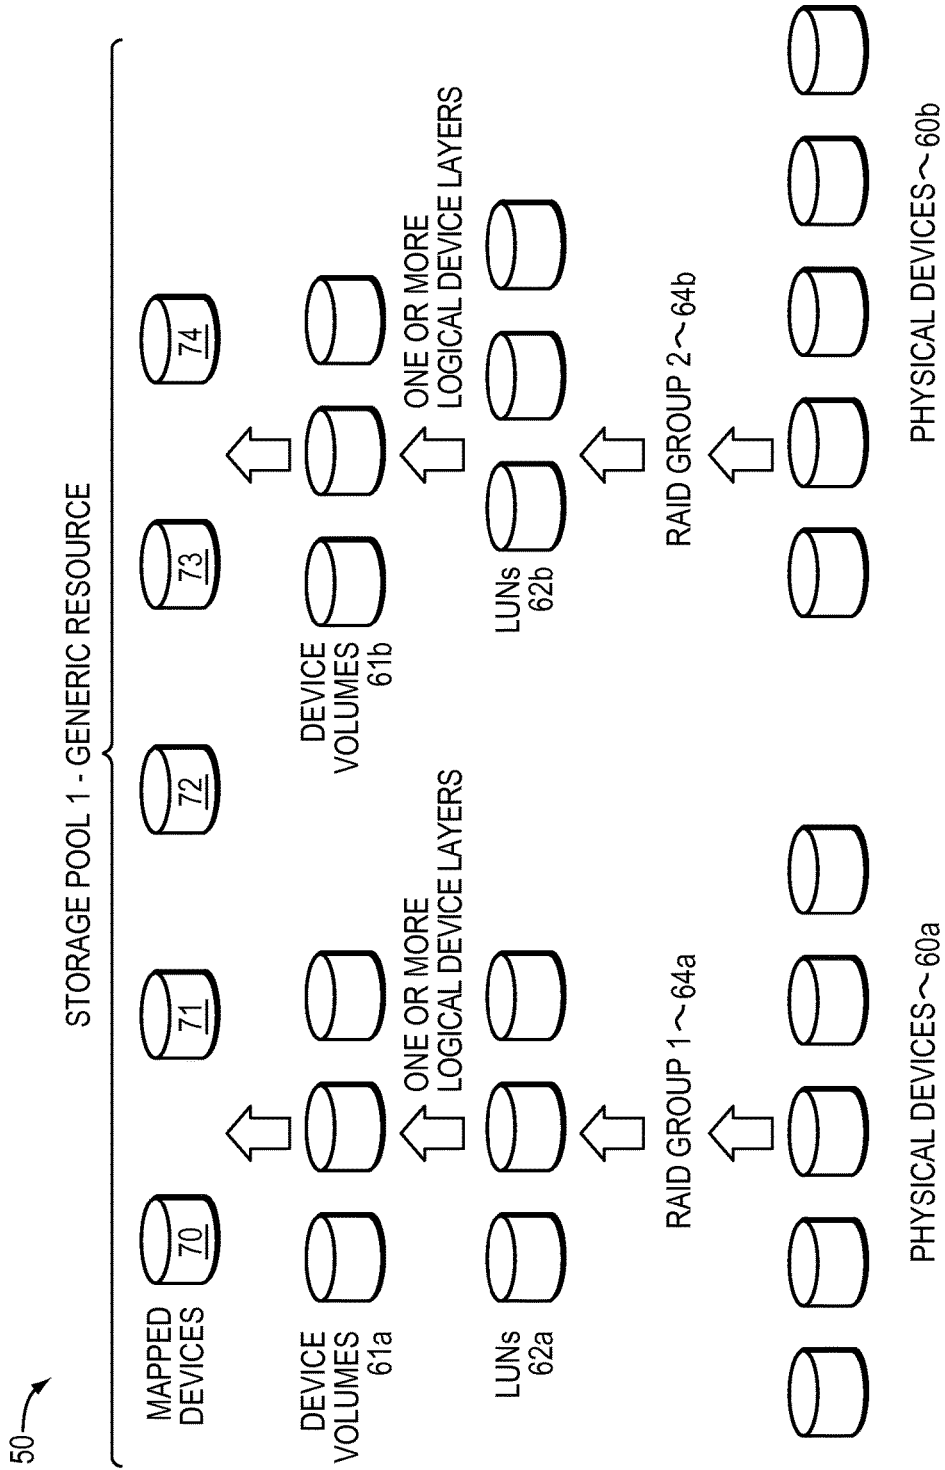 50
STORAGE POOL 1 - GENERIC RESOURCE
MAPPED
DEVICES
70
71
72
73
74
DEVICE
VOLUMES
61a
DEVICE
VOLUMES
61b
ONE OR MORE
LOGICAL DEVICE LAYERS
ONE OR MORE
LOGICAL DEVICE LAYERS
LUNs
62a
LUNs
62b
RAID GROUP 1~64a
RAID GROUP 2~64b
PHYSICAL DEVICES~60a
PHYSICAL DEVICES~60b